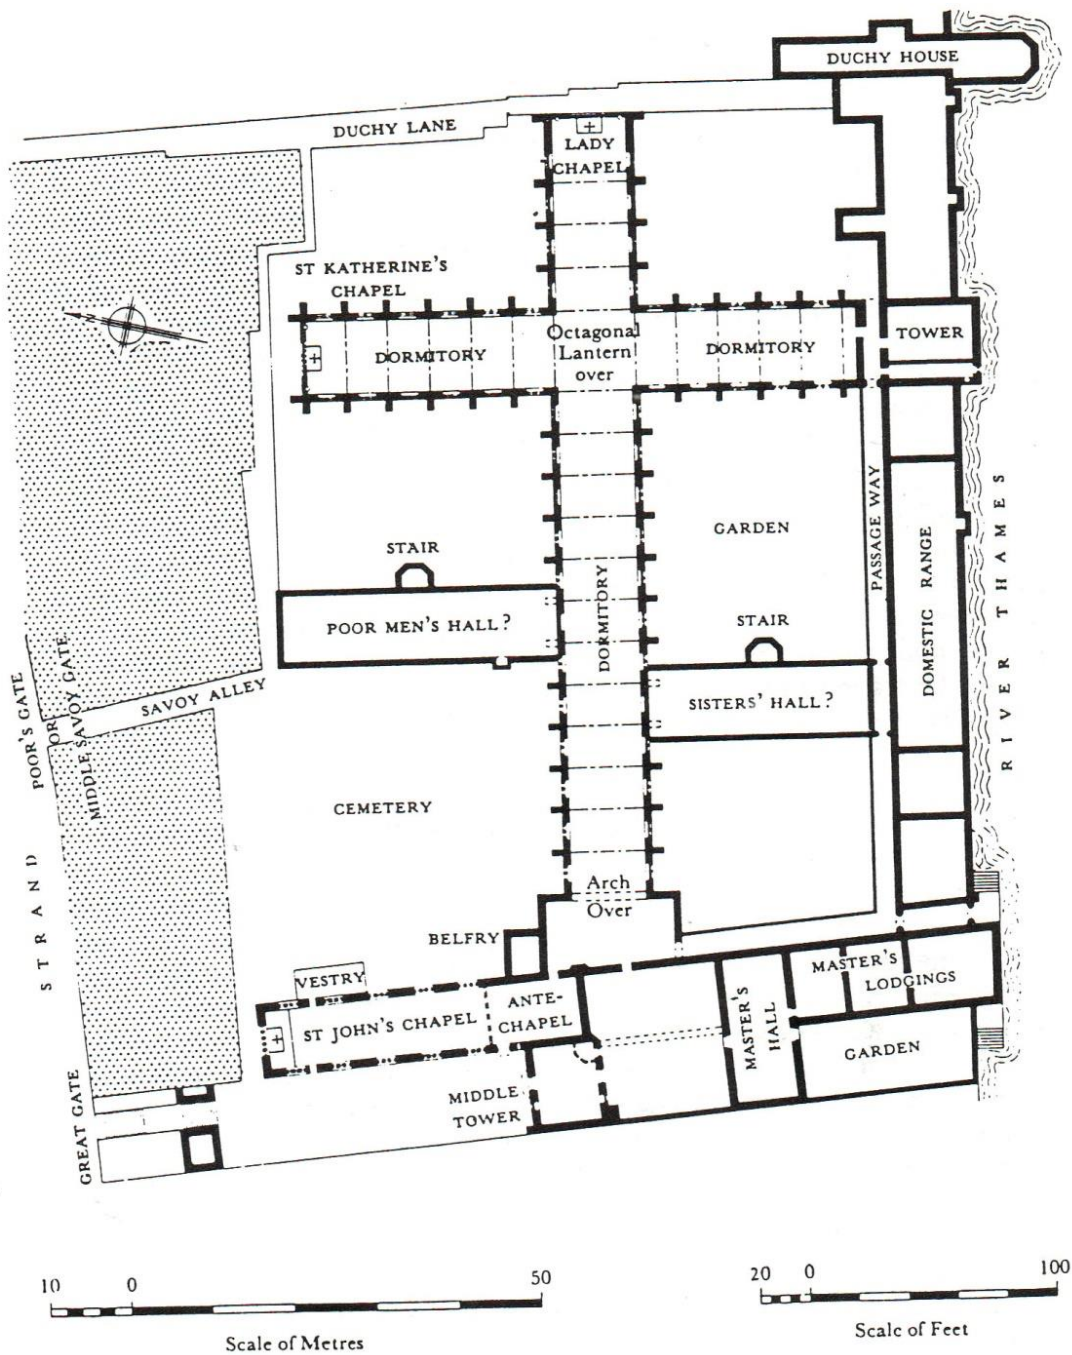 DUCHY HOUSE
DUCHY LANE
LADY
CHAPEL
ST KATHERINE'S
CHAPEL
N
DORMITORY
Octagonal
Lantern
over
DORMITORY
TOWER
STAIR
GARDEN
PASSAGE WAY
DOMESTIC RANGE
RIVER THAMES
POOR MEN'S HALL?
DORMITORY
STAIR
SISTERS' HALL?
SAVOY ALLEY
POOR'S GATE
OR
MIDDLE SAVOY GATE
STRAND
CEMETERY
Arch
Over
BELFRY
VESTRY
ST JOHN'S CHAPEL
ANTE-
CHAPEL
MASTER'S
HALL
MASTER'S
LODGINGS
GARDEN
MIDDLE
TOWER
GREAT GATE
10 0 50
Scale of Metres
20 0 100
Scale of Feet